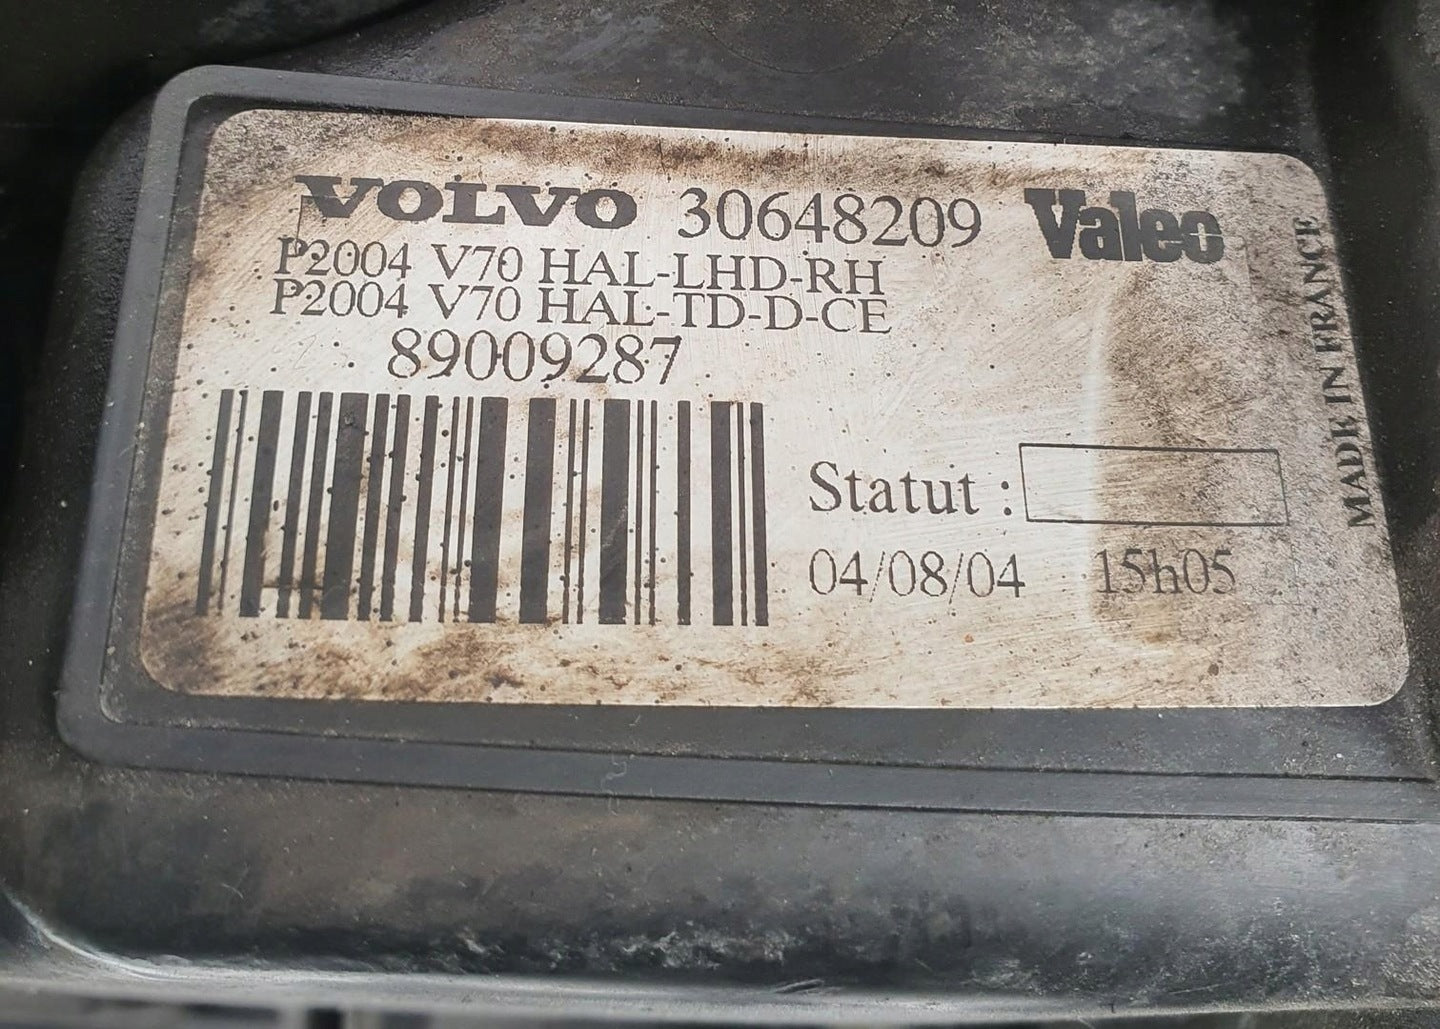 VOLVO 30648209 Valeo
P2004 V70 HAL-LHD-RH
P2004 V70 HAL-TD-D-CE
89009287
Statut :
04/08/04 15h05
MADE IN FRANCE